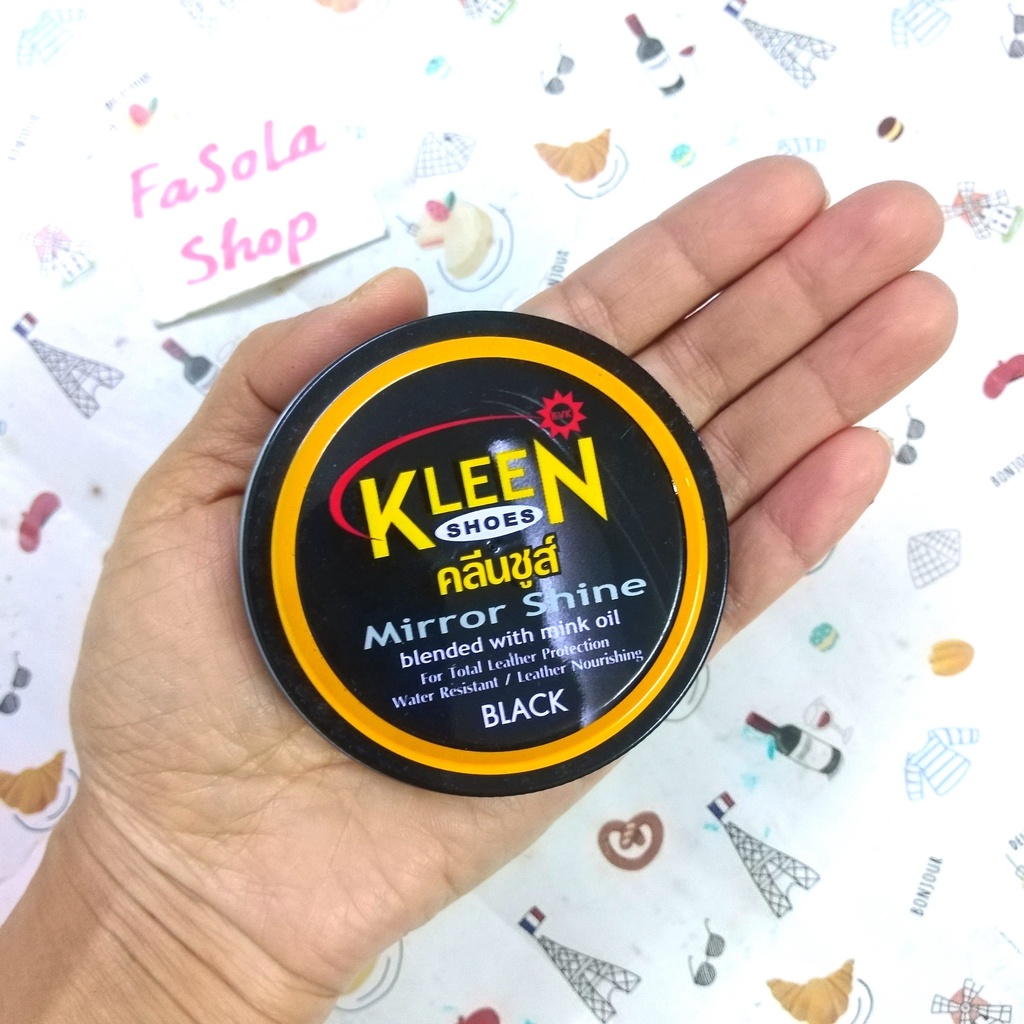 FaSoLa
Shop
BVK
KLEEN
SHOES
คลีนชูส์
Mirror Shine
blended with mink oil
For Total Leather Protection
Water Resistant / Leather Nourishing
BLACK
BONJOUR